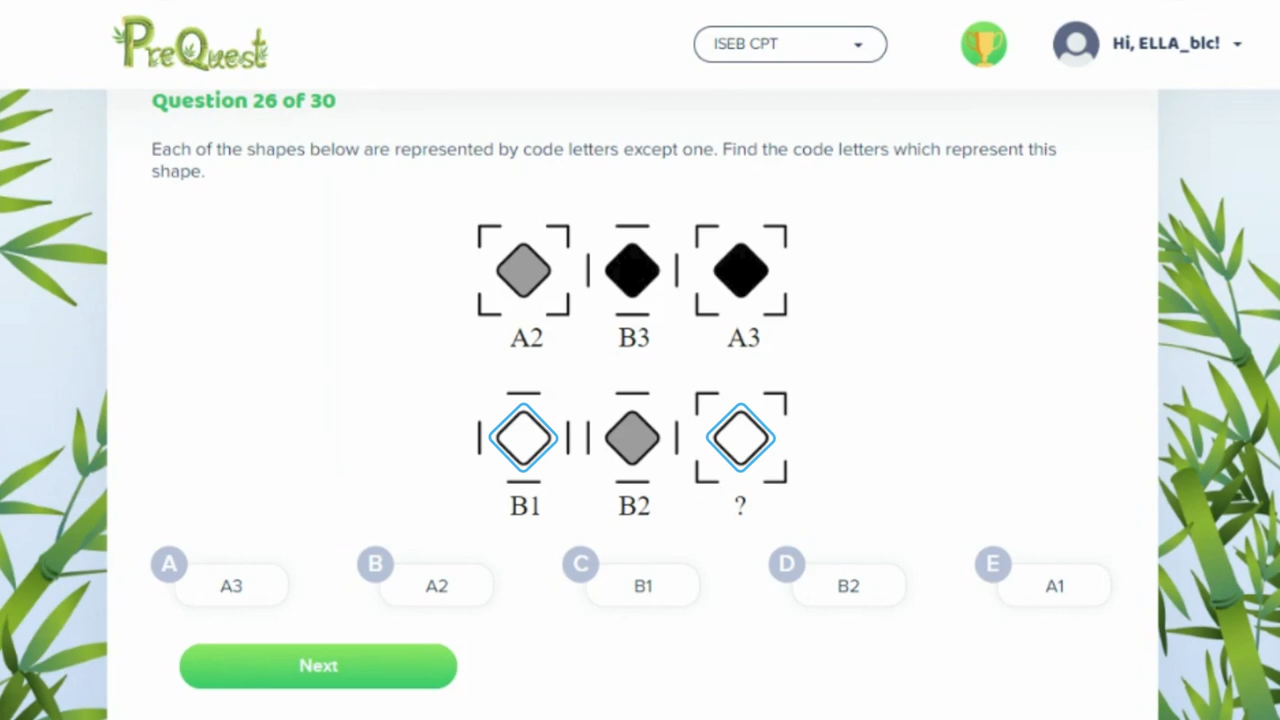 PreQuest
ISEB CPT
Hi, ELLA_blc!
Question 26 of 30
Each of the shapes below are represented by code letters except one. Find the code letters which represent this
shape.
A2 B3 A3
B1 B2 ?
A A3 B A2 C B1 D B2 E A1
Next